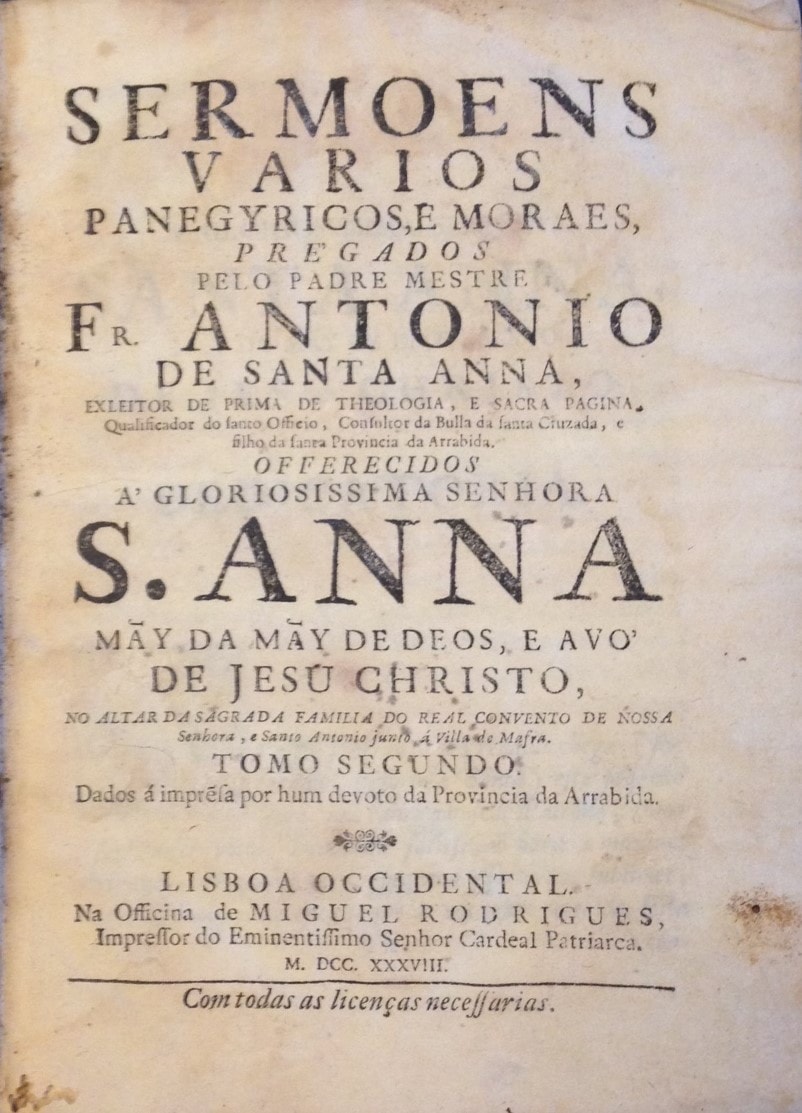 SERMOENS
VARIOS
PANEGYRICOS, E MORAES,
PREGADOS
PELO PADRE MESTRE
FR. ANTONIO
DE SANTA ANNA,
EXLEITOR DE PRIMA DE THEOLOGIA, E SACRA PAGINA,
Qualificador do ſanto Officio, Conſultor da Bulla da ſanta Cruzada, e
filho da ſanta Provincia da Arrabida.
OFFERECIDOS
A' GLORIOSISSIMA SENHORA
S. ANNA
MÃY DA MÃY DE DEOS, E AVO'
DE JESU CHRISTO,
NO ALTAR DA SAGRADA FAMILIA DO REAL CONVENTO DE NOSSA
Senhora, e Santo Antonio junto á Villa de Mafra.
TOMO SEGUNDO.
Dados á imprẽſa por hum devoto da Provincia da Arrabida.
LISBOA OCCIDENTAL.
Na Officina de MIGUEL RODRIGUES,
Impreſſor do Eminentiſſimo Senhor Cardeal Patriarca.
M. DCC. XXXVIII.
Com todas as licenças neceſſarias.